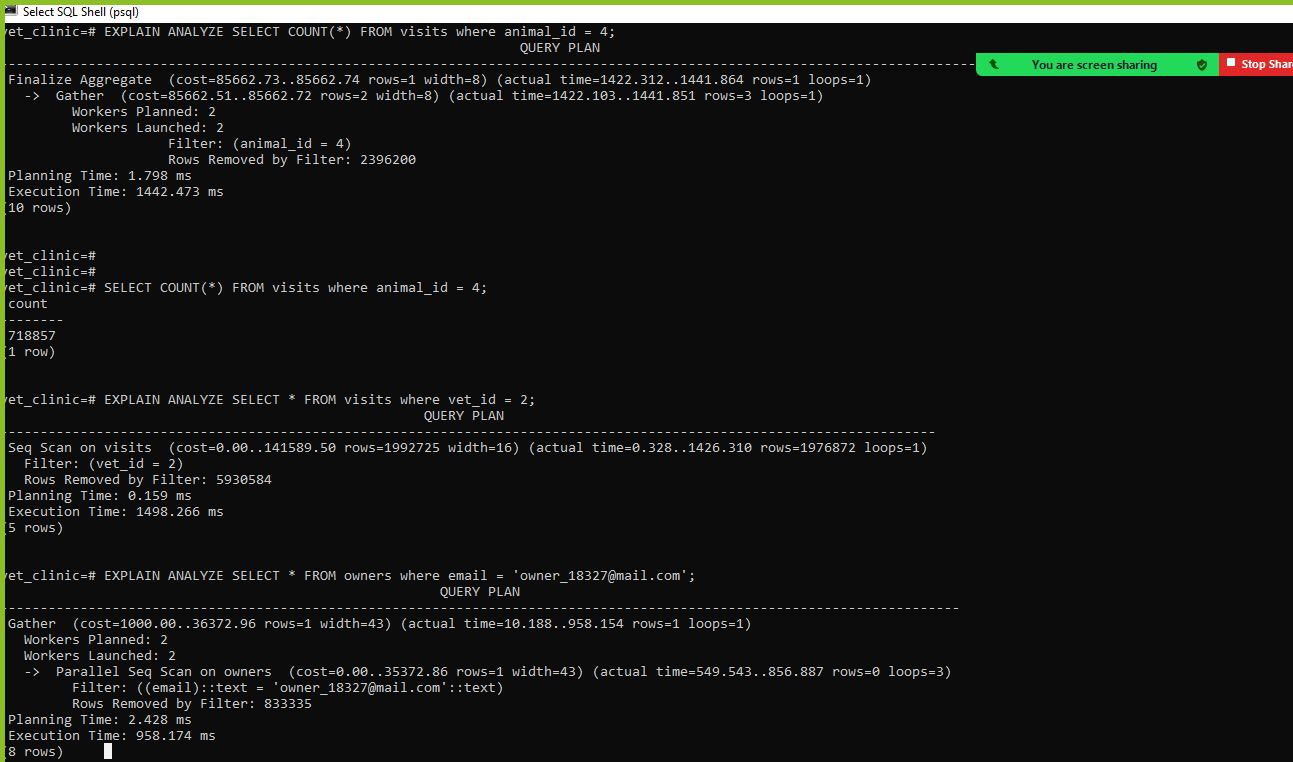 Select SQL Shell (psql)
vet_clinic=# EXPLAIN ANALYZE SELECT COUNT(*) FROM visits where animal_id = 4;
QUERY PLAN
---------------------------------------------------------------------------------------------------------------------------
You are screen sharing
Stop Shar
Finalize Aggregate  (cost=85662.73..85662.74 rows=1 width=8) (actual time=1422.312..1441.864 rows=1 loops=1)
->  Gather  (cost=85662.51..85662.72 rows=2 width=8) (actual time=1422.103..1441.851 rows=3 loops=1)
Workers Planned: 2
Workers Launched: 2
Filter: (animal_id = 4)
Rows Removed by Filter: 2396200
Planning Time: 1.798 ms
Execution Time: 1442.473 ms
(10 rows)
vet_clinic=#
vet_clinic=#
vet_clinic=# SELECT COUNT(*) FROM visits where animal_id = 4;
count
--------
718857
(1 row)
vet_clinic=# EXPLAIN ANALYZE SELECT * FROM visits where vet_id = 2;
QUERY PLAN
---------------------------------------------------------------------------------------------------------------------
Seq Scan on visits  (cost=0.00..141589.50 rows=1992725 width=16) (actual time=0.328..1426.310 rows=1976872 loops=1)
Filter: (vet_id = 2)
Rows Removed by Filter: 5930584
Planning Time: 0.159 ms
Execution Time: 1498.266 ms
(5 rows)
vet_clinic=# EXPLAIN ANALYZE SELECT * FROM owners where email = 'owner_18327@mail.com';
QUERY PLAN
------------------------------------------------------------------------------------------------------------------------
Gather  (cost=1000.00..36372.96 rows=1 width=43) (actual time=10.188..958.154 rows=1 loops=1)
Workers Planned: 2
Workers Launched: 2
->  Parallel Seq Scan on owners  (cost=0.00..35372.86 rows=1 width=43) (actual time=549.543..856.887 rows=0 loops=3)
Filter: ((email)::text = 'owner_18327@mail.com'::text)
Rows Removed by Filter: 833335
Planning Time: 2.428 ms
Execution Time: 958.174 ms
(8 rows)